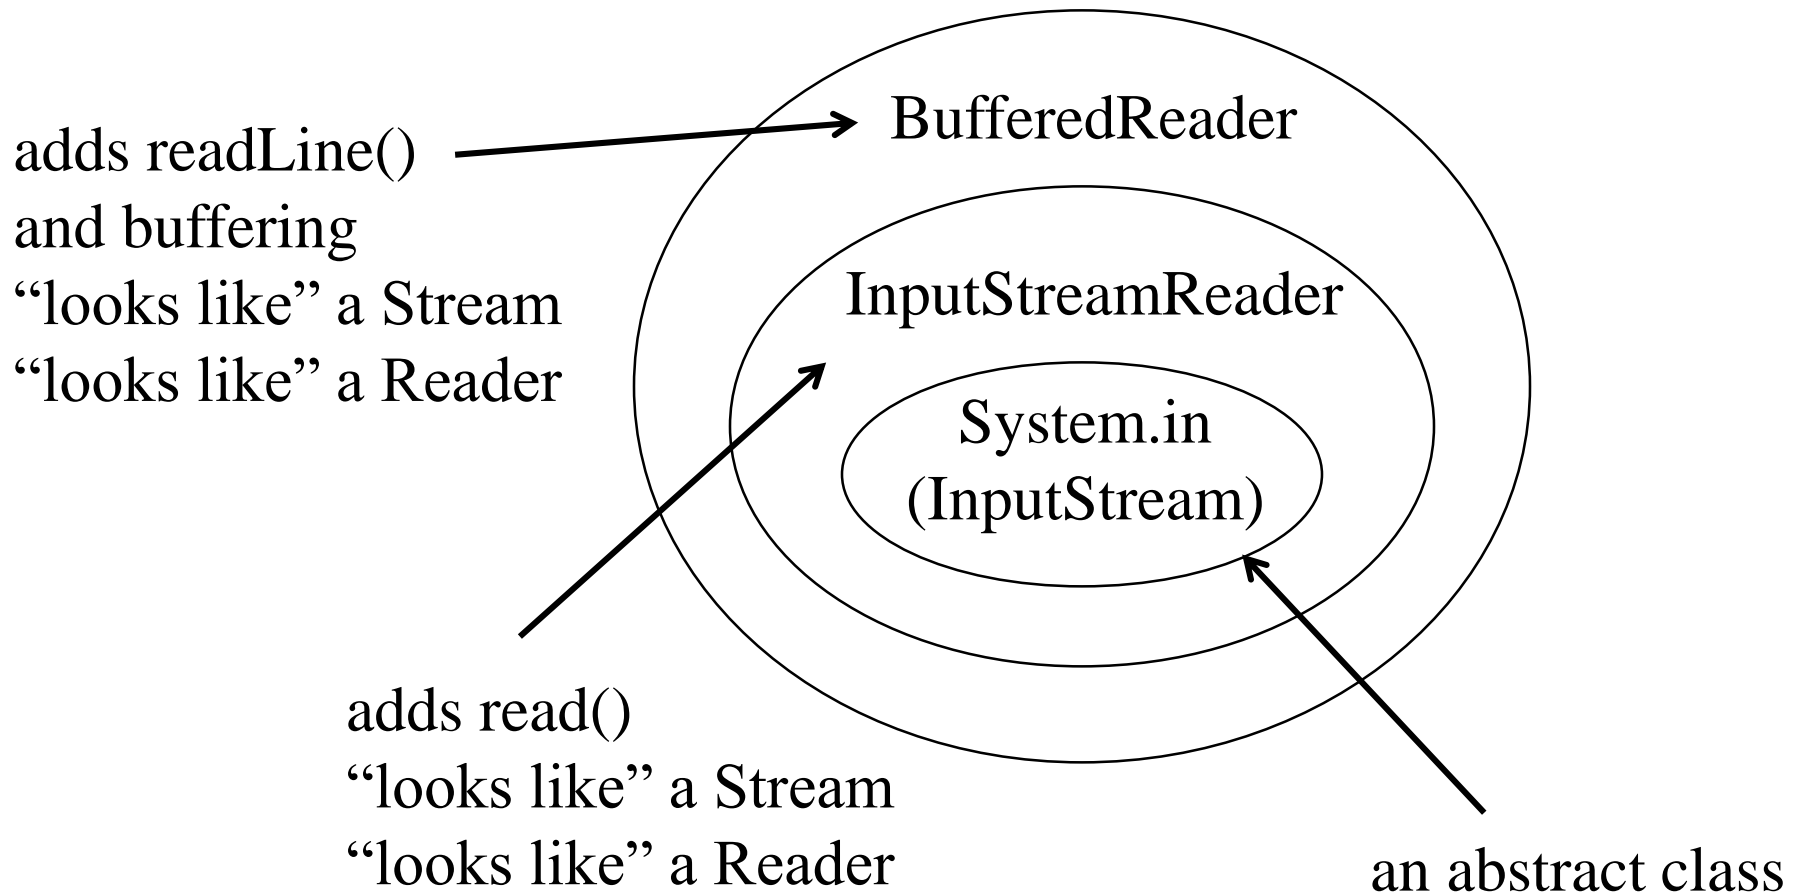 BufferedReader
adds readLine()
and buffering
“looks like” a Stream
“looks like” a Reader
InputStreamReader
System.in
(InputStream)
adds read()
“looks like” a Stream
“looks like” a Reader
an abstract class